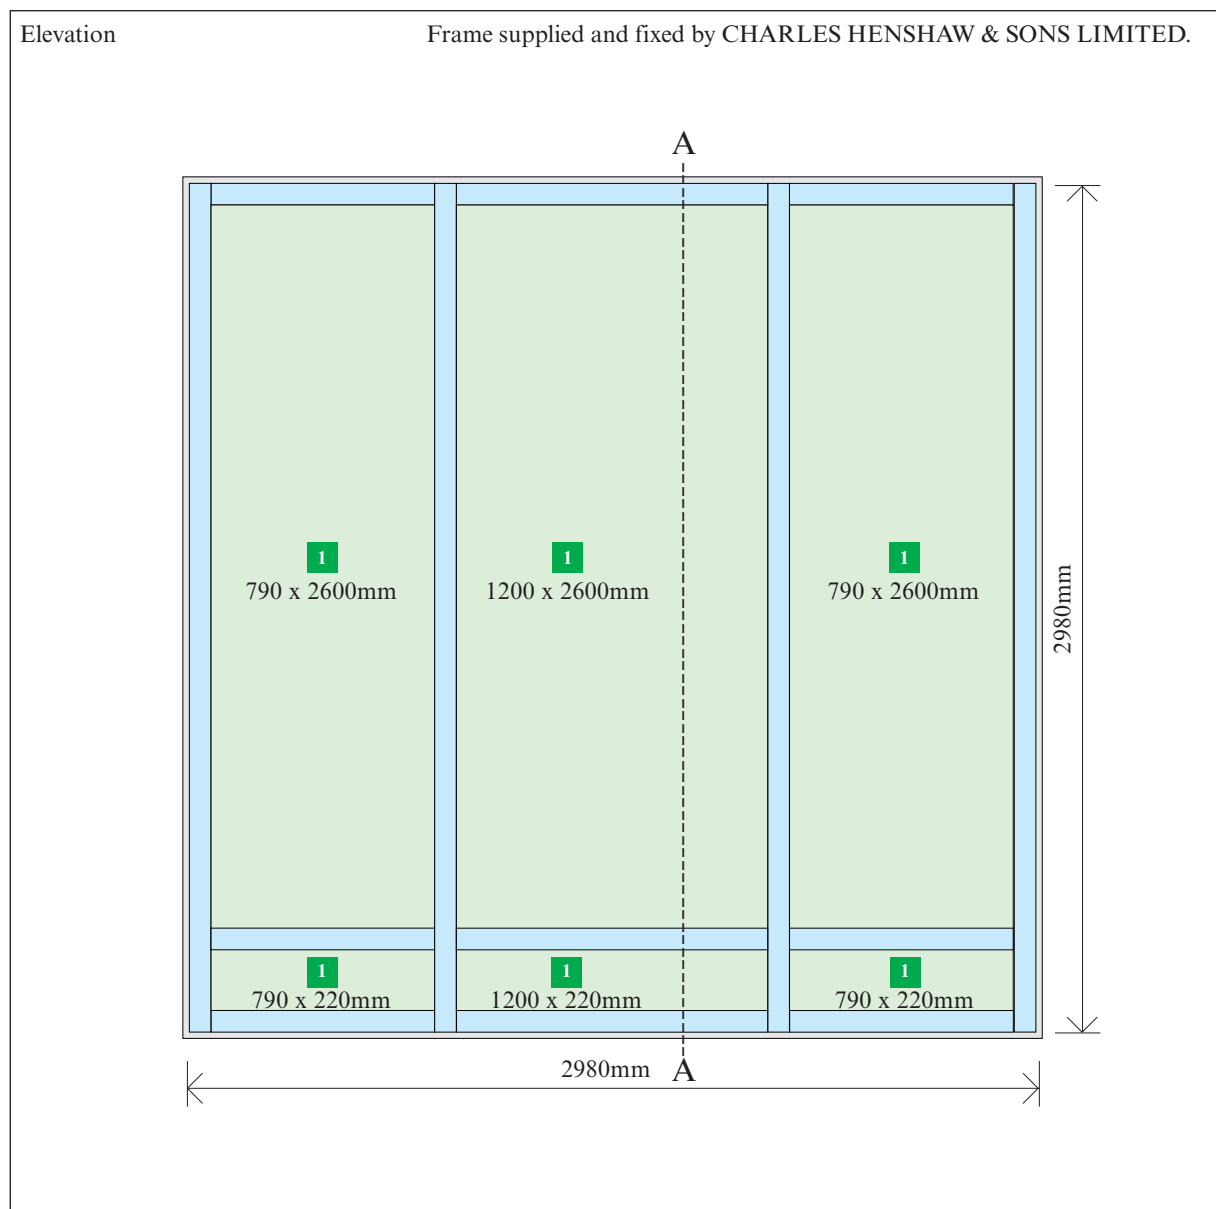 Elevation
Frame supplied and fixed by CHARLES HENSHAW & SONS LIMITED.
A
1
790 x 2600mm
1
1200 x 2600mm
1
790 x 2600mm
2980mm
1
790 x 220mm
1
1200 x 220mm
1
790 x 220mm
2980mm
A